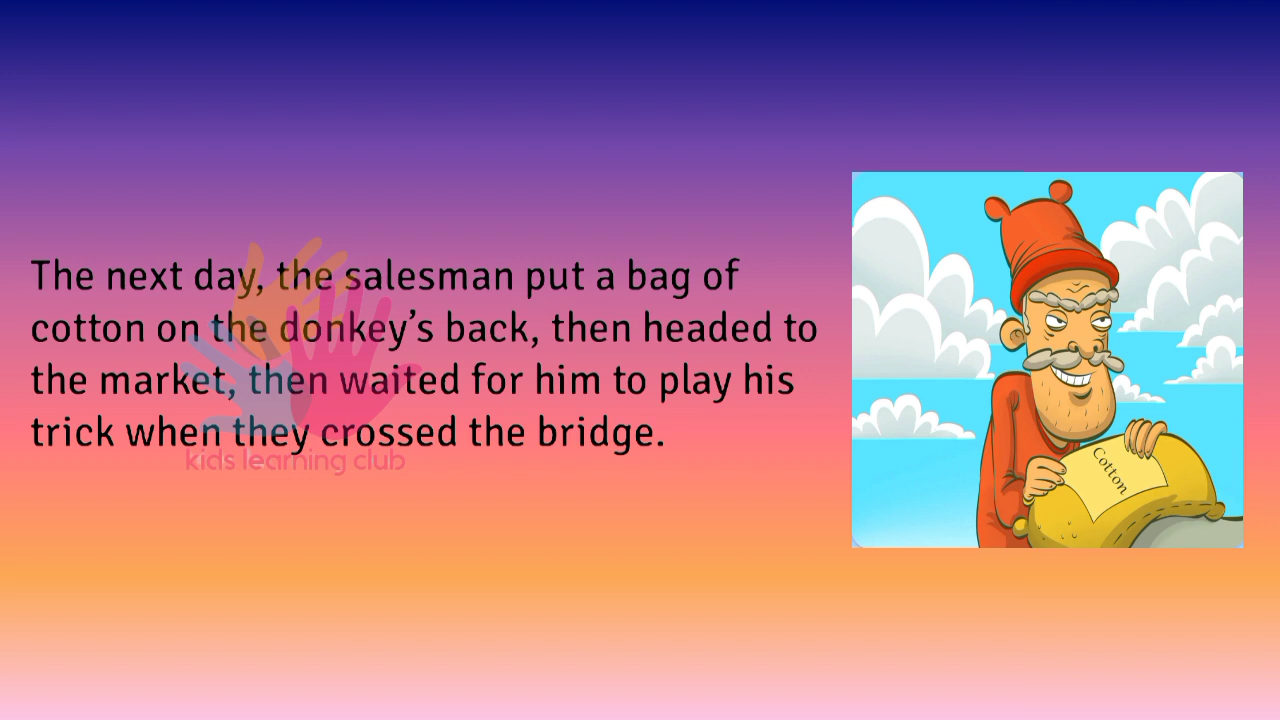 The next day, the salesman put a bag of
cotton on the donkey’s back, then headed to
the market, then waited for him to play his
trick when they crossed the bridge.
kids learning club
Cotton